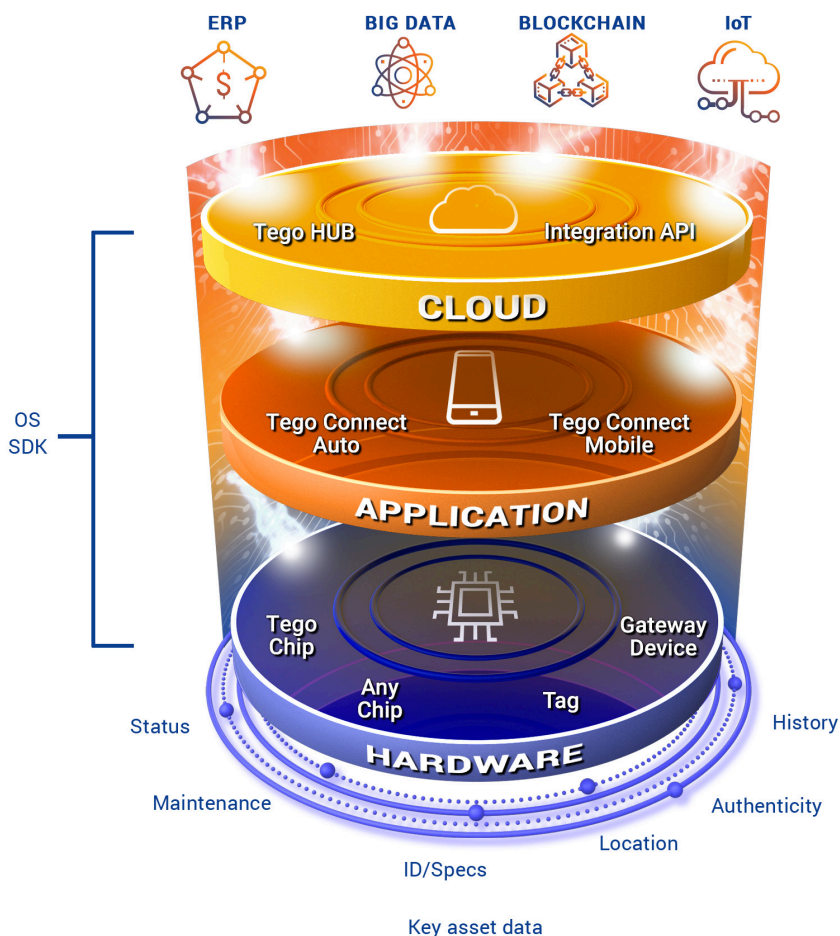 ERP
BIG DATA
BLOCKCHAIN
IoT
$
Tego HUB
Integration API
CLOUD
OS
SDK
Tego Connect
Auto
Tego Connect
Mobile
APPLICATION
Tego
Chip
Gateway
Device
Any
Chip
Tag
HARDWARE
Status
History
Maintenance
Authenticity
Location
ID/Specs
Key asset data